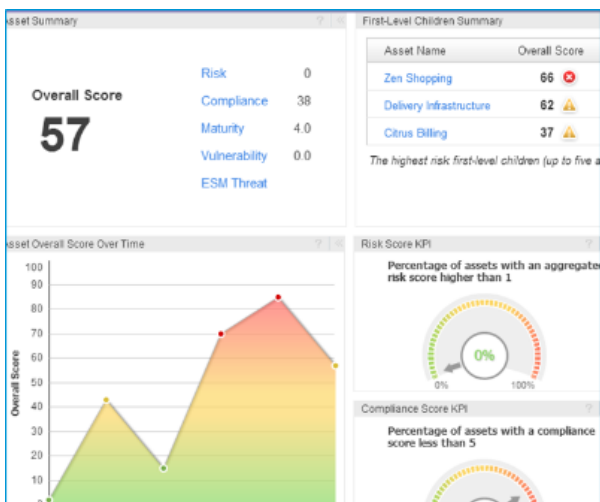 Asset Summary
Overall Score
57
Risk 0
Compliance 38
Maturity 4.0
Vulnerability 0.0
ESM Threat
First-Level Children Summary
Asset Name Overall Score
Zen Shopping 66
Delivery Infrastructure 62
Citrus Billing 37
The highest risk first-level children (up to five a
Asset Overall Score Over Time
Overall Score
100
90
80
70
60
50
40
30
20
10
Risk Score KPI
Percentage of assets with an aggregated
risk score higher than 1
0%
0% 100%
Compliance Score KPI
Percentage of assets with a compliance
score less than 5